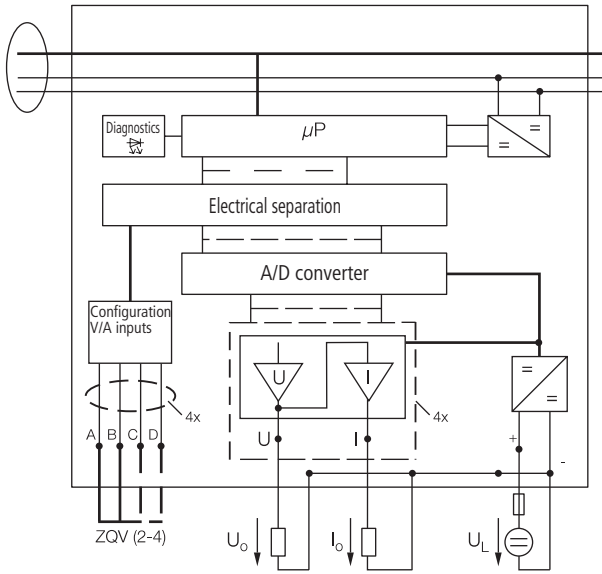 Diagnostics
µP
=
=
Electrical separation
A/D converter
Configuration
V/A inputs
U
I
=
=
4x
4x
A
B
C
D
U
I
+
-
ZQV (2-4)
Uo
Io
UL